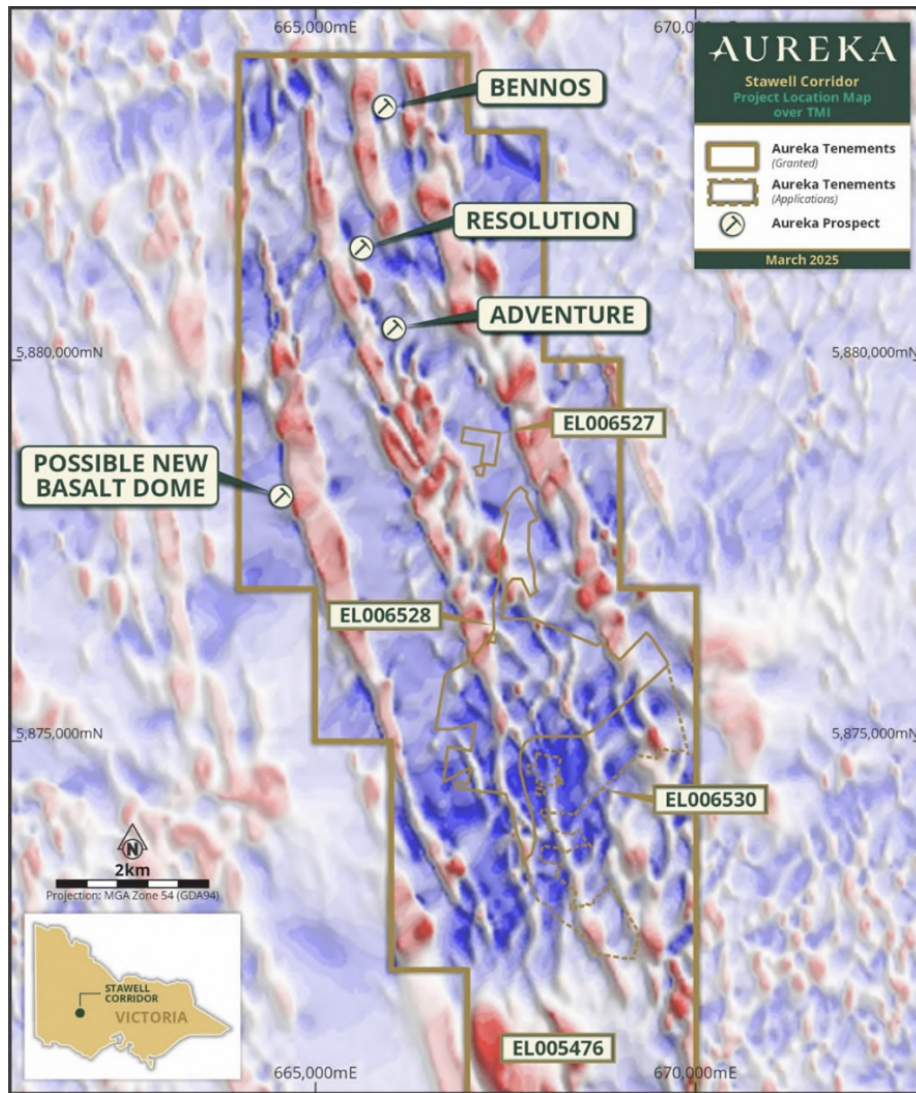 665,000mE
670,000mE
AUREKA
Stawell Corridor
Project Location Map
over TMI
Aureka Tenements
(Granted)
Aureka Tenements
(Applications)
Aureka Prospect
March 2025
BENNOS
RESOLUTION
ADVENTURE
5,880,000mN
5,880,000mN
EL006527
POSSIBLE NEW
BASALT DOME
EL006528
5,875,000mN
5,875,000mN
EL006530
N
2km
Projection: MGA Zone 54 (GDA94)
STAWELL
CORRIDOR
VICTORIA
EL005476
665,000mE
670,000mE